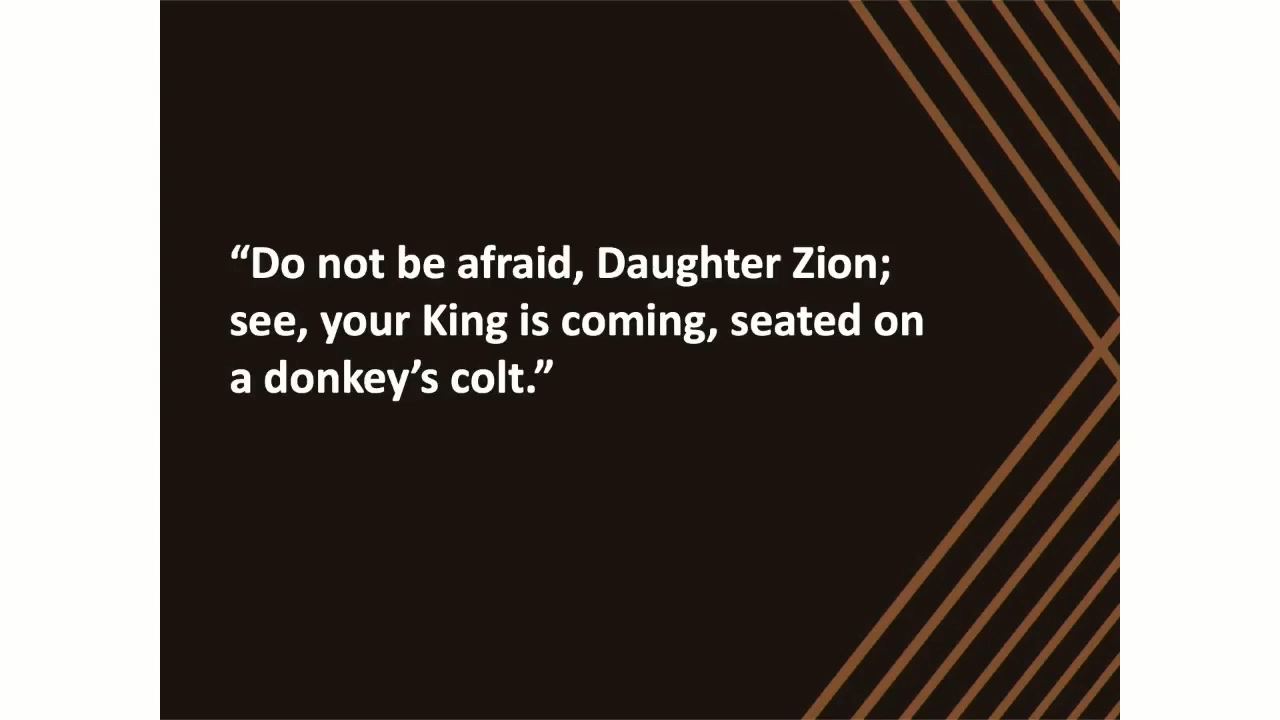 “Do not be afraid, Daughter Zion;
see, your King is coming, seated on
a donkey’s colt.”